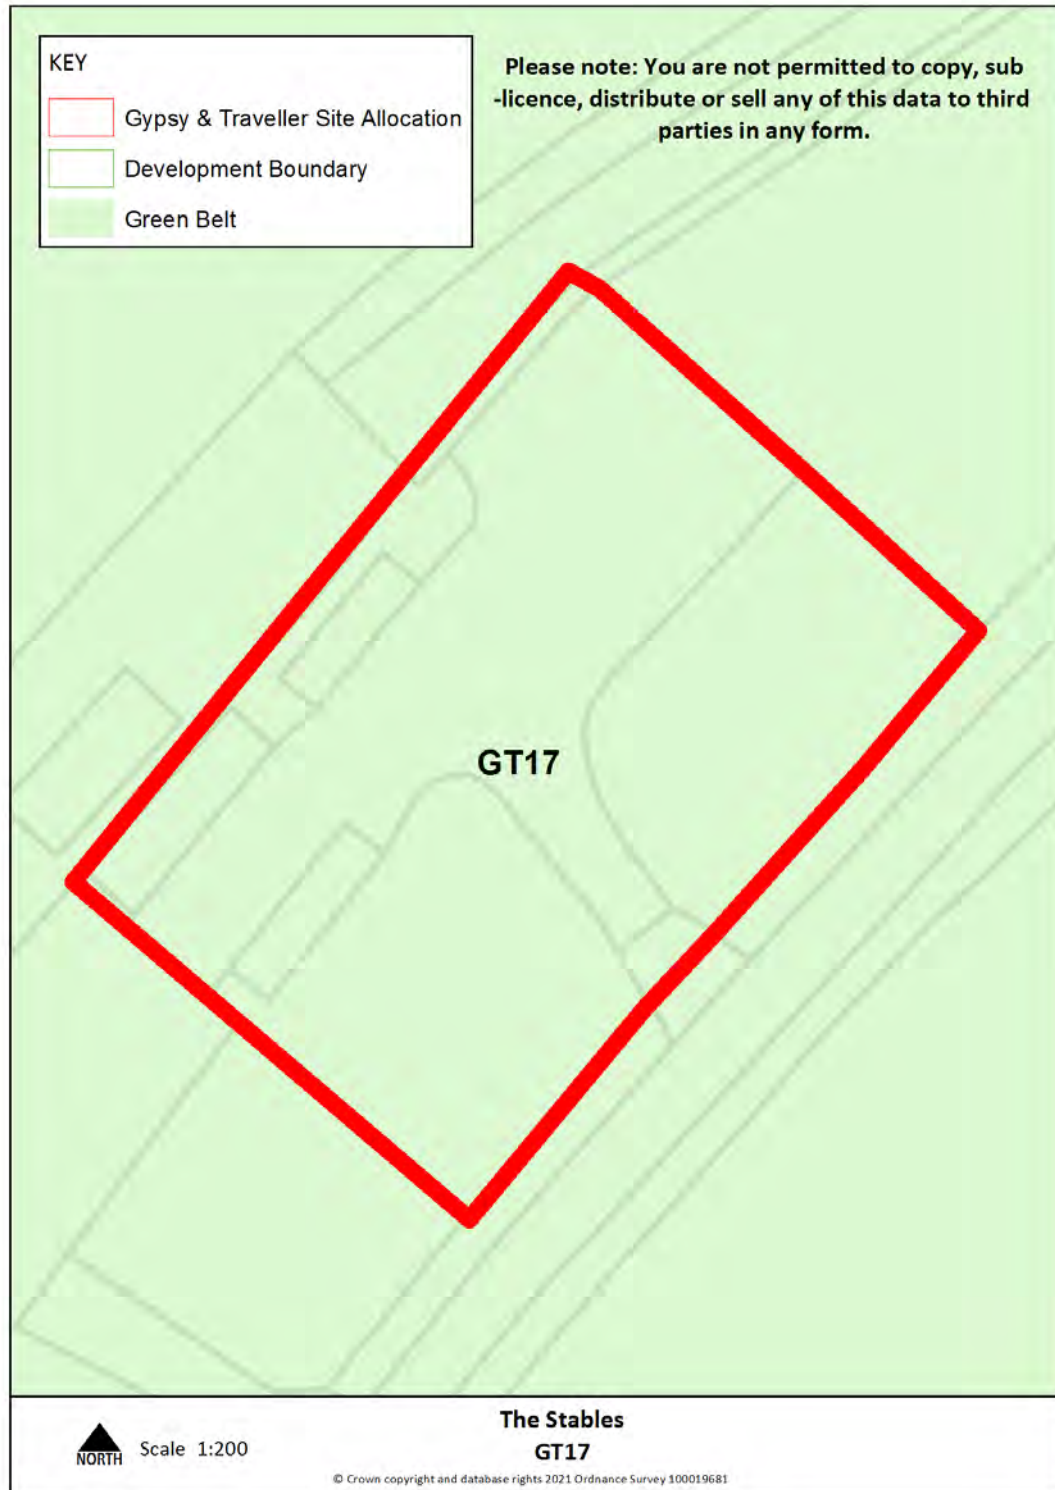 KEY
Gypsy & Traveller Site Allocation
Development Boundary
Green Belt
Please note: You are not permitted to copy, sub
-licence, distribute or sell any of this data to third
parties in any form.
GT17
NORTH
Scale 1:200
The Stables
GT17
© Crown copyright and database rights 2021 Ordnance Survey 100019681